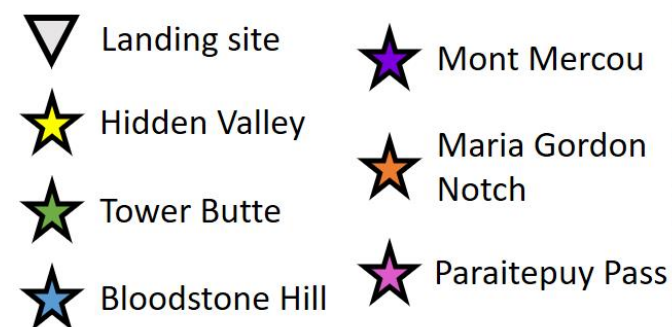 Landing site
Hidden Valley
Tower Butte
Bloodstone Hill
Mont Mercou
Maria Gordon
Notch
Paraitepuy Pass